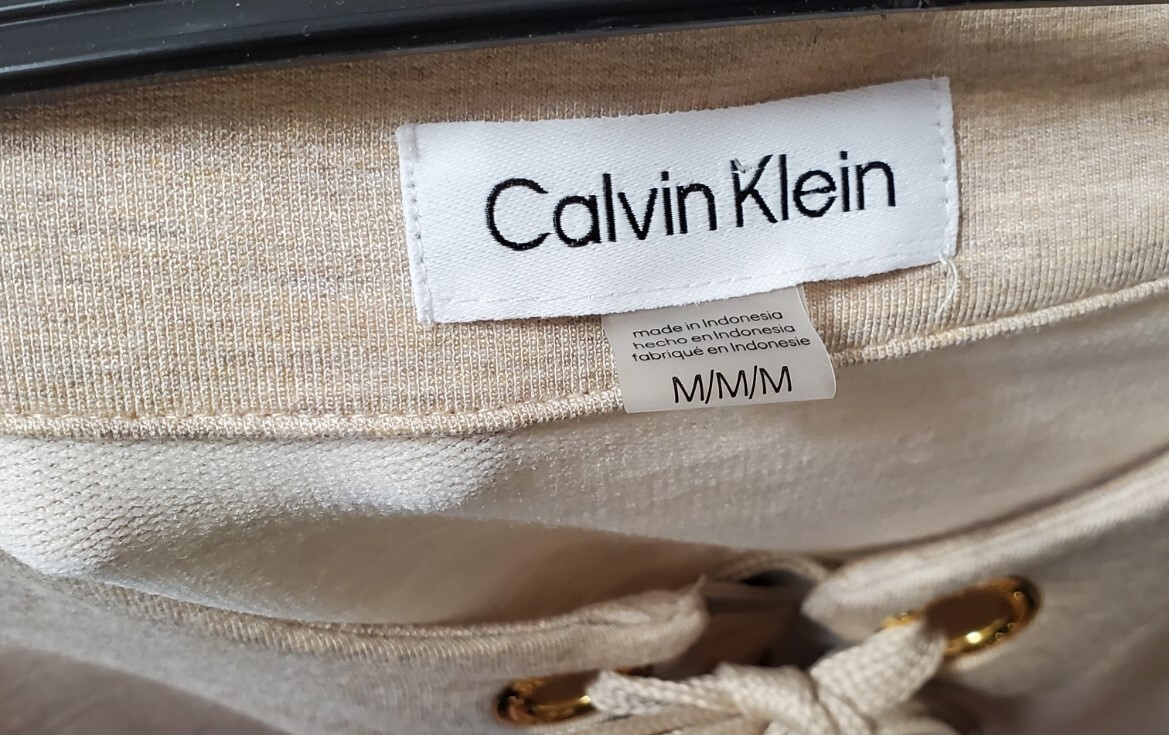 Calvin Klein
made in Indonesia
hecho en Indonesia
fabriqué en Indonesie
M/M/M